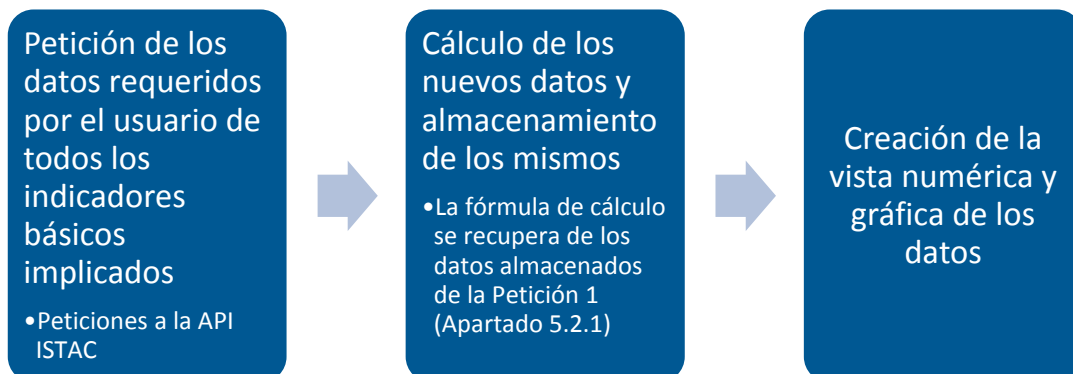 Petición de los
datos requeridos
por el usuario de
todos los
indicadores
básicos
implicados
•Peticiones a la API
ISTAC
Cálculo de los
nuevos datos y
almacenamiento
de los mismos
•La fórmula de cálculo
se recupera de los
datos almacenados
de la Petición 1
(Apartado 5.2.1)
Creación de la
vista numérica y
gráfica de los
datos